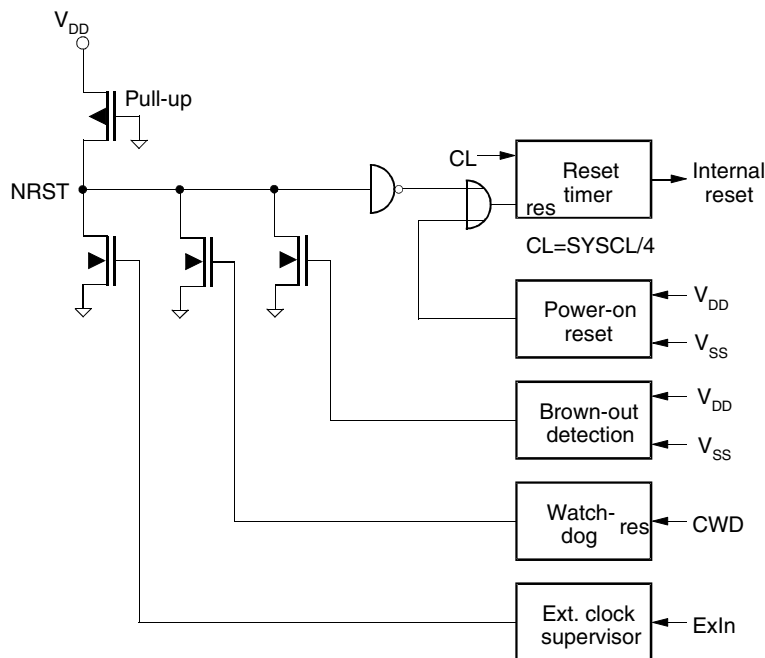 VDD
Pull-up
NRST
CL
Reset
timer
res
Internal
reset
CL=SYSCL/4
Power-on
reset
VDD
VSS
Brown-out
detection
VDD
VSS
Watch-
dog
res
CWD
Ext. clock
supervisor
ExIn